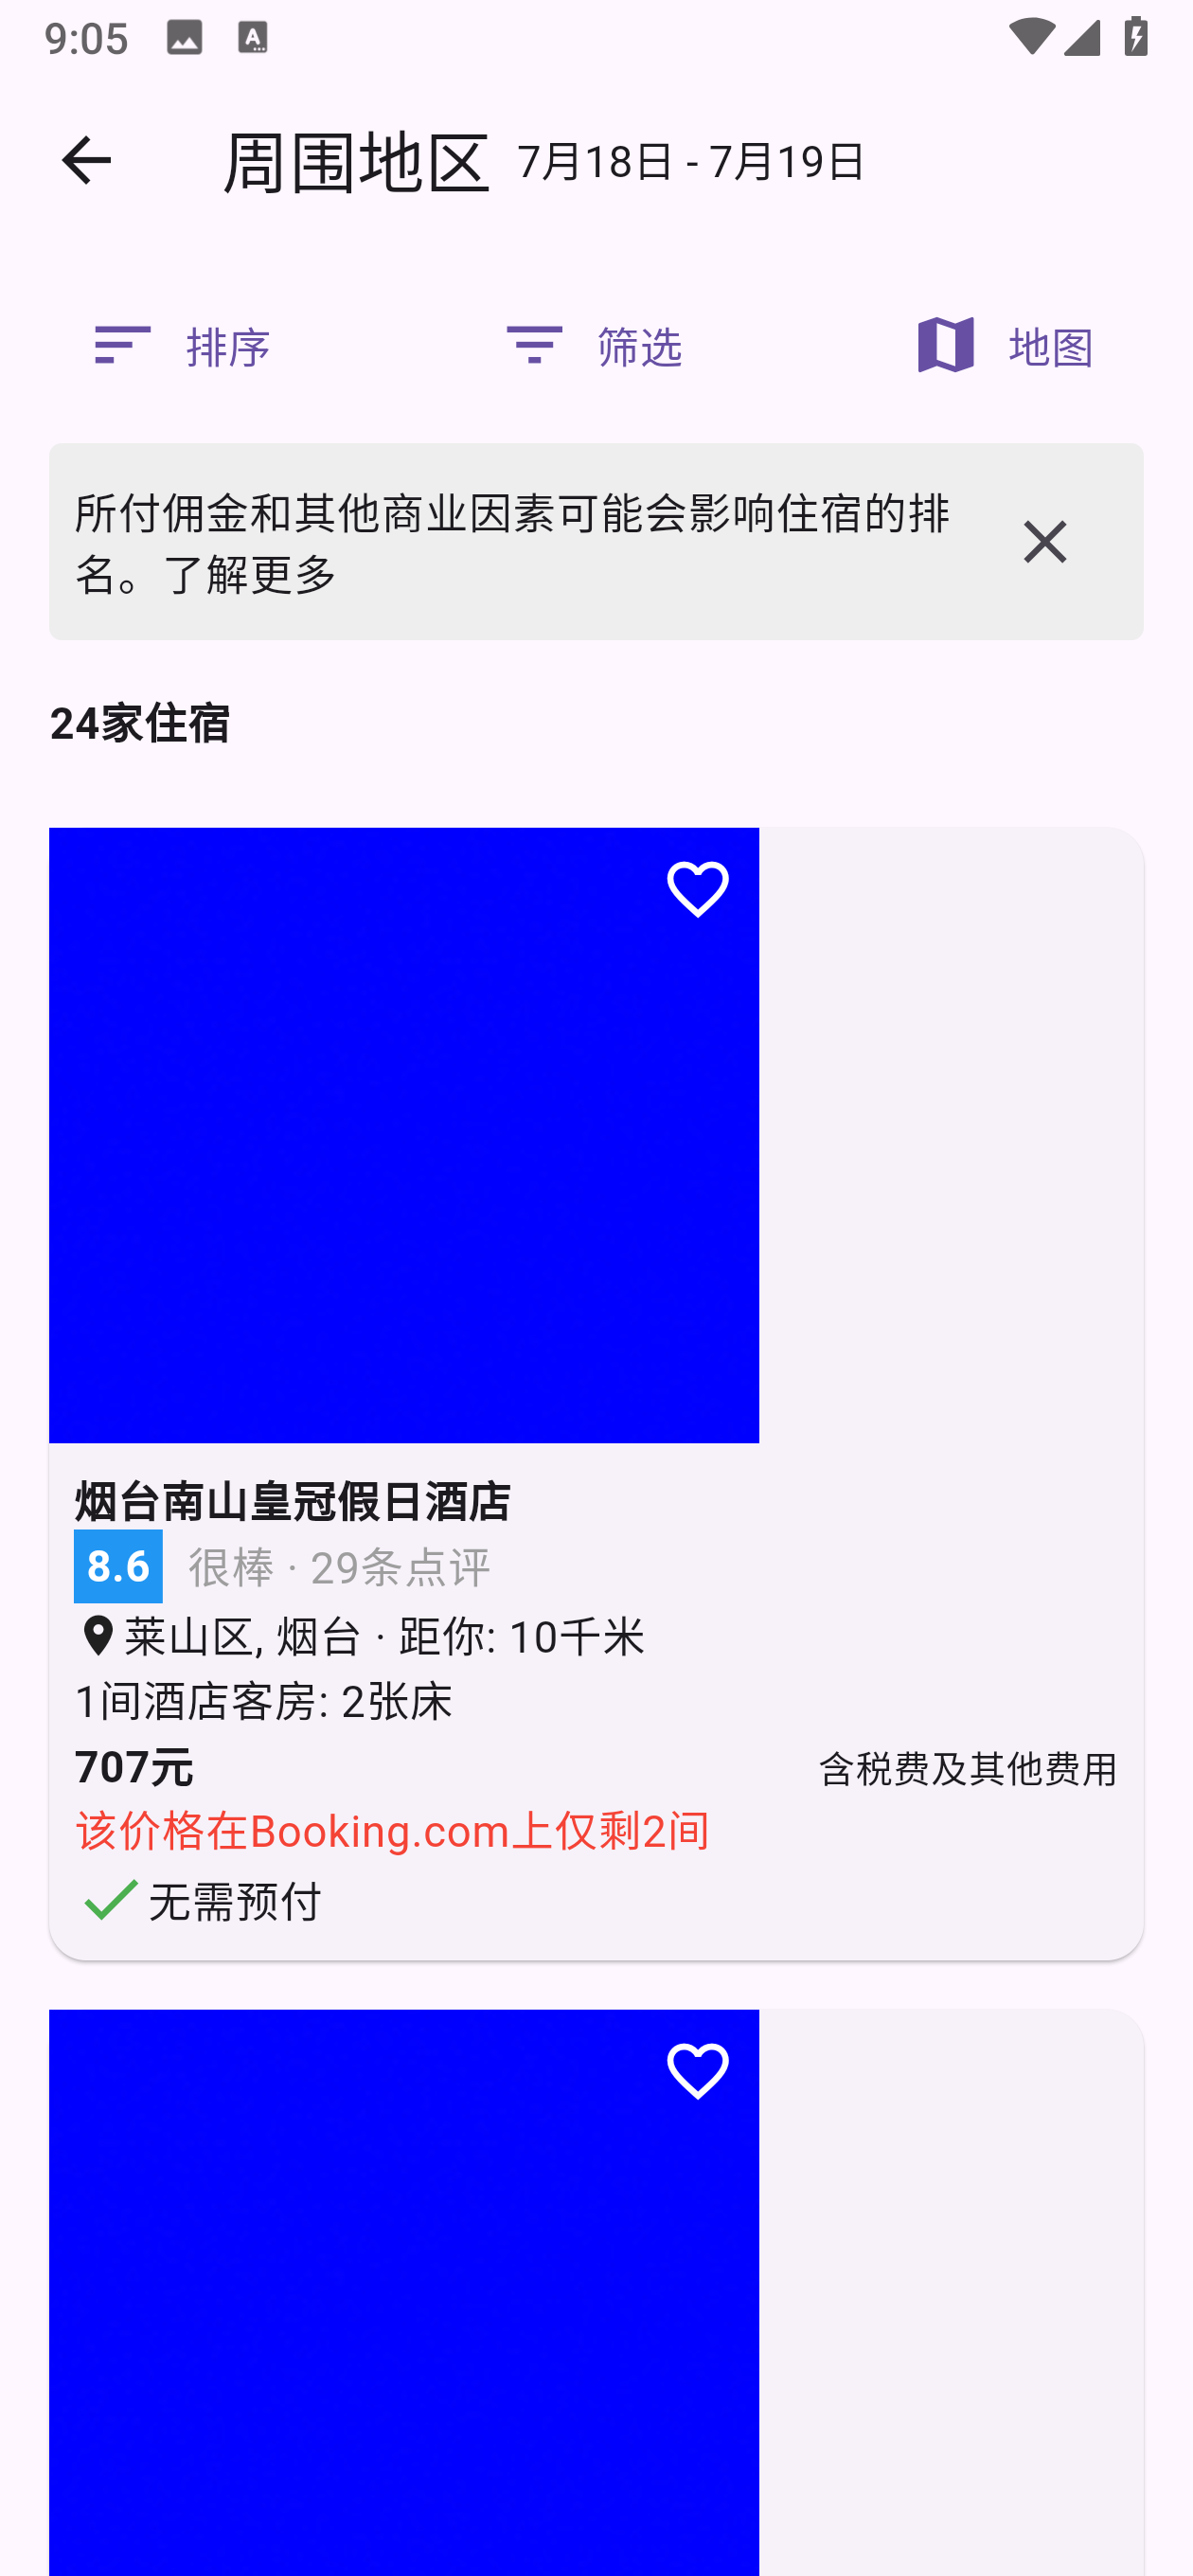 9:05
周围地区 7月18日 - 7月19日
排序 筛选 地图
所付佣金和其他商业因素可能会影响住宿的排
名。了解更多
24家住宿
烟台南山皇冠假日酒店
8.6 很棒 · 29条点评
莱山区, 烟台 · 距你: 10千米
1间酒店客房: 2张床
707元 含税费及其他费用
该价格在Booking.com上仅剩2间
无需预付